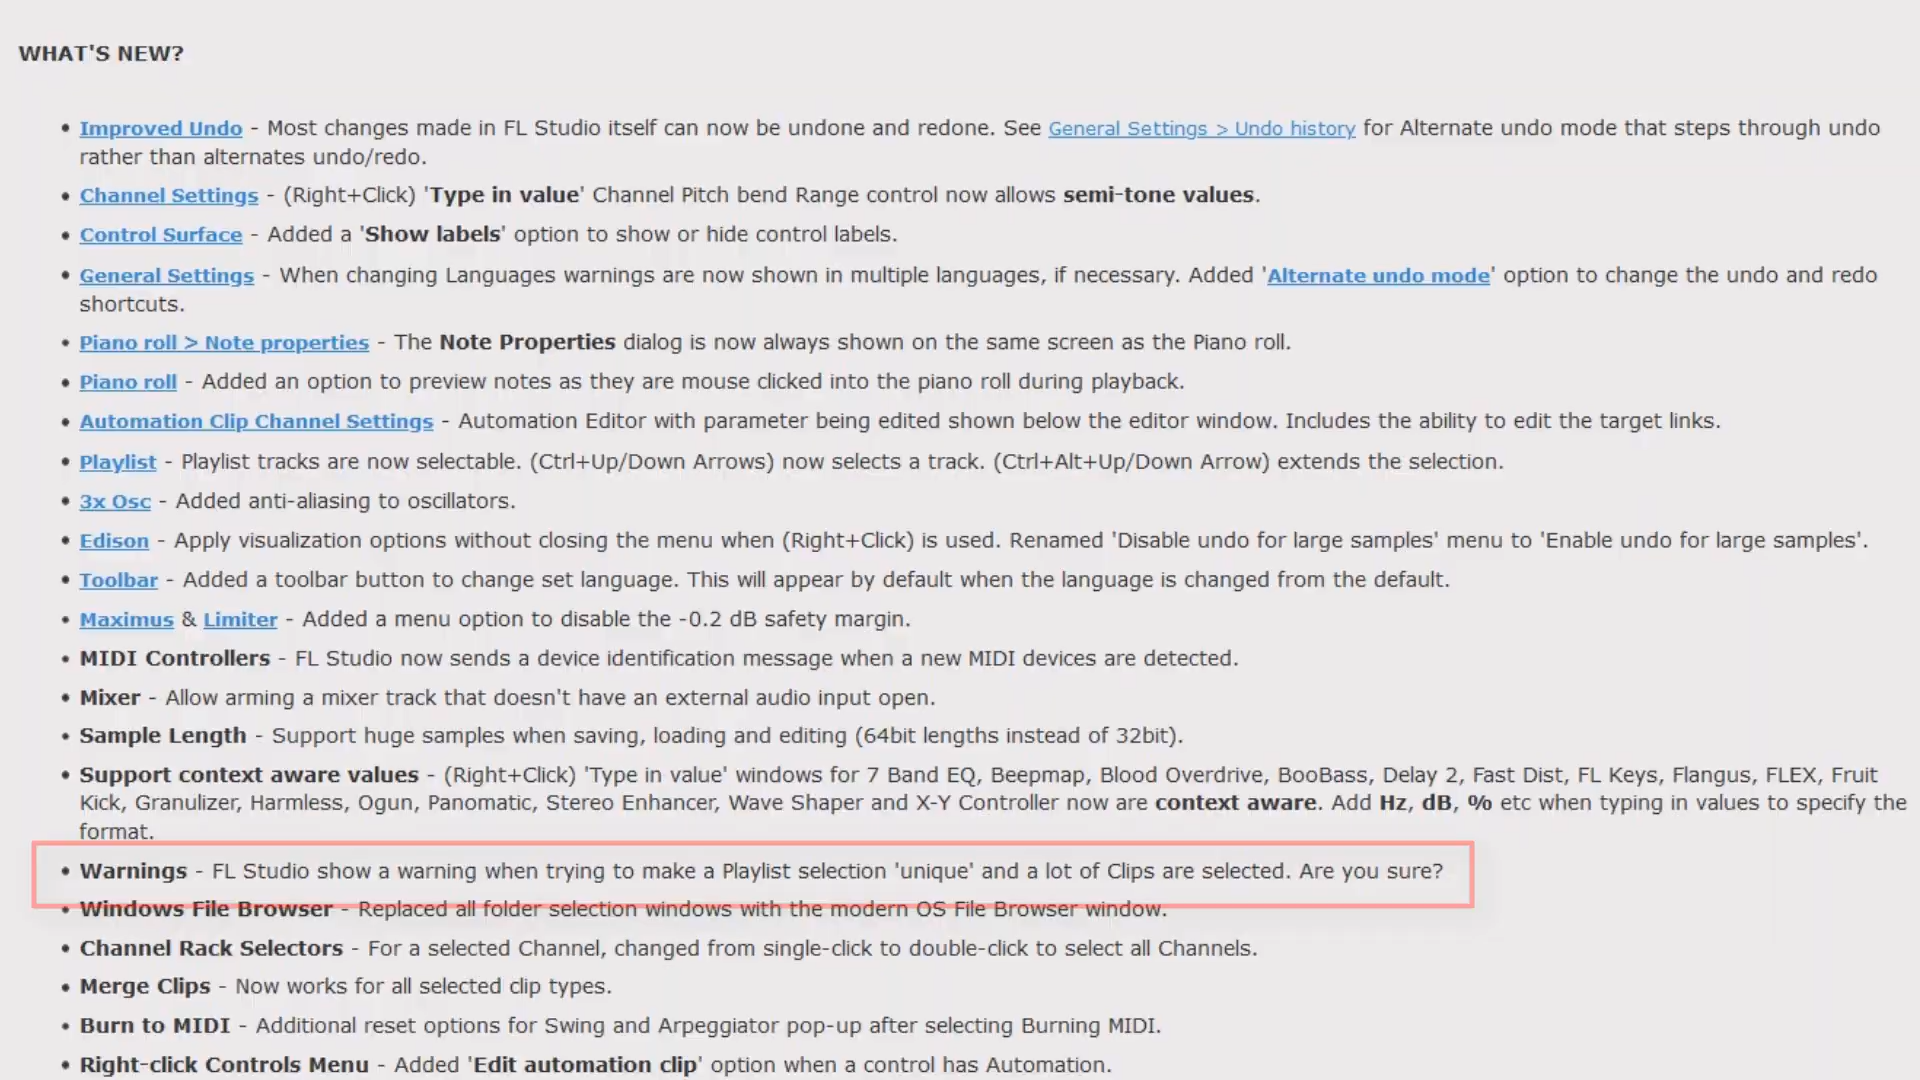 WHAT'S NEW?
• Improved Undo - Most changes made in FL Studio itself can now be undone and redone. See General Settings > Undo history for Alternate undo mode that steps through undo
rather than alternates undo/redo.
• Channel Settings - (Right+Click) 'Type in value' Channel Pitch bend Range control now allows semi-tone values.
• Control Surface - Added a 'Show labels' option to show or hide control labels.
• General Settings - When changing Languages warnings are now shown in multiple languages, if necessary. Added 'Alternate undo mode' option to change the undo and redo
shortcuts.
• Piano roll > Note properties - The Note Properties dialog is now always shown on the same screen as the Piano roll.
• Piano roll - Added an option to preview notes as they are mouse clicked into the piano roll during playback.
• Automation Clip Channel Settings - Automation Editor with parameter being edited shown below the editor window. Includes the ability to edit the target links.
• Playlist - Playlist tracks are now selectable. (Ctrl+Up/Down Arrows) now selects a track. (Ctrl+Alt+Up/Down Arrow) extends the selection.
• 3x Osc - Added anti-aliasing to oscillators.
• Edison - Apply visualization options without closing the menu when (Right+Click) is used. Renamed 'Disable undo for large samples' menu to 'Enable undo for large samples'.
• Toolbar - Added a toolbar button to change set language. This will appear by default when the language is changed from the default.
• Maximus & Limiter - Added a menu option to disable the -0.2 dB safety margin.
• MIDI Controllers - FL Studio now sends a device identification message when a new MIDI devices are detected.
• Mixer - Allow arming a mixer track that doesn't have an external audio input open.
• Sample Length - Support huge samples when saving, loading and editing (64bit lengths instead of 32bit).
• Support context aware values - (Right+Click) 'Type in value' windows for 7 Band EQ, Beepmap, Blood Overdrive, BooBass, Delay 2, Fast Dist, FL Keys, Flangus, FLEX, Fruit
Kick, Granulizer, Harmless, Ogun, Panomatic, Stereo Enhancer, Wave Shaper and X-Y Controller now are context aware. Add Hz, dB, % etc when typing in values to specify the
format.
• Warnings - FL Studio show a warning when trying to make a Playlist selection 'unique' and a lot of Clips are selected. Are you sure?
• Windows File Browser - Replaced all folder selection windows with the modern OS File Browser window.
• Channel Rack Selectors - For a selected Channel, changed from single-click to double-click to select all Channels.
• Merge Clips - Now works for all selected clip types.
• Burn to MIDI - Additional reset options for Swing and Arpeggiator pop-up after selecting Burning MIDI.
• Right-click Controls Menu - Added 'Edit automation clip' option when a control has Automation.